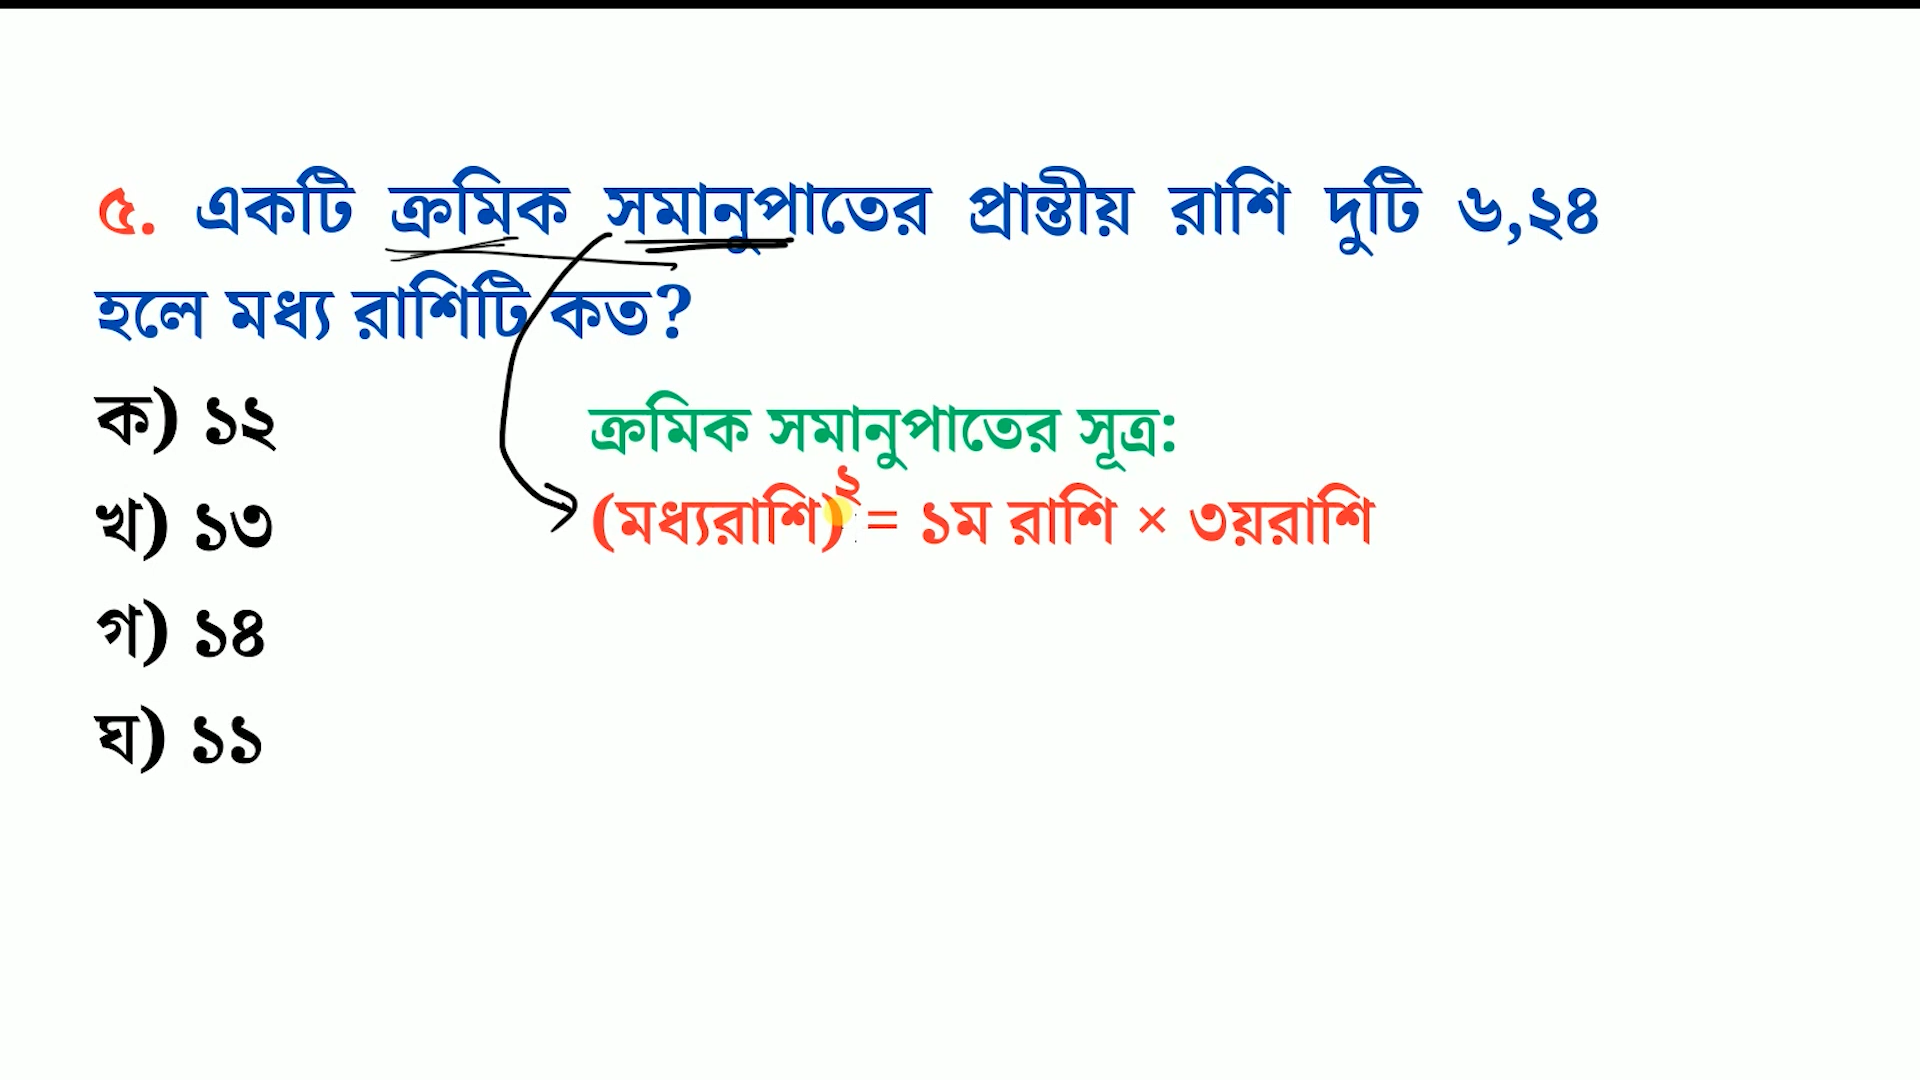 ৫. একটি ক্রমিক সমানুপাতের প্রান্তীয় রাশি দুটি ৬,২৪
হলে মধ্য রাশিটি কত?
ক) ১২
খ) ১৩
গ) ১৪
ঘ) ১১
ক্রমিক সমানুপাতের সূত্র:
(মধ্যরাশি)২ = ১ম রাশি × ৩য়রাশি